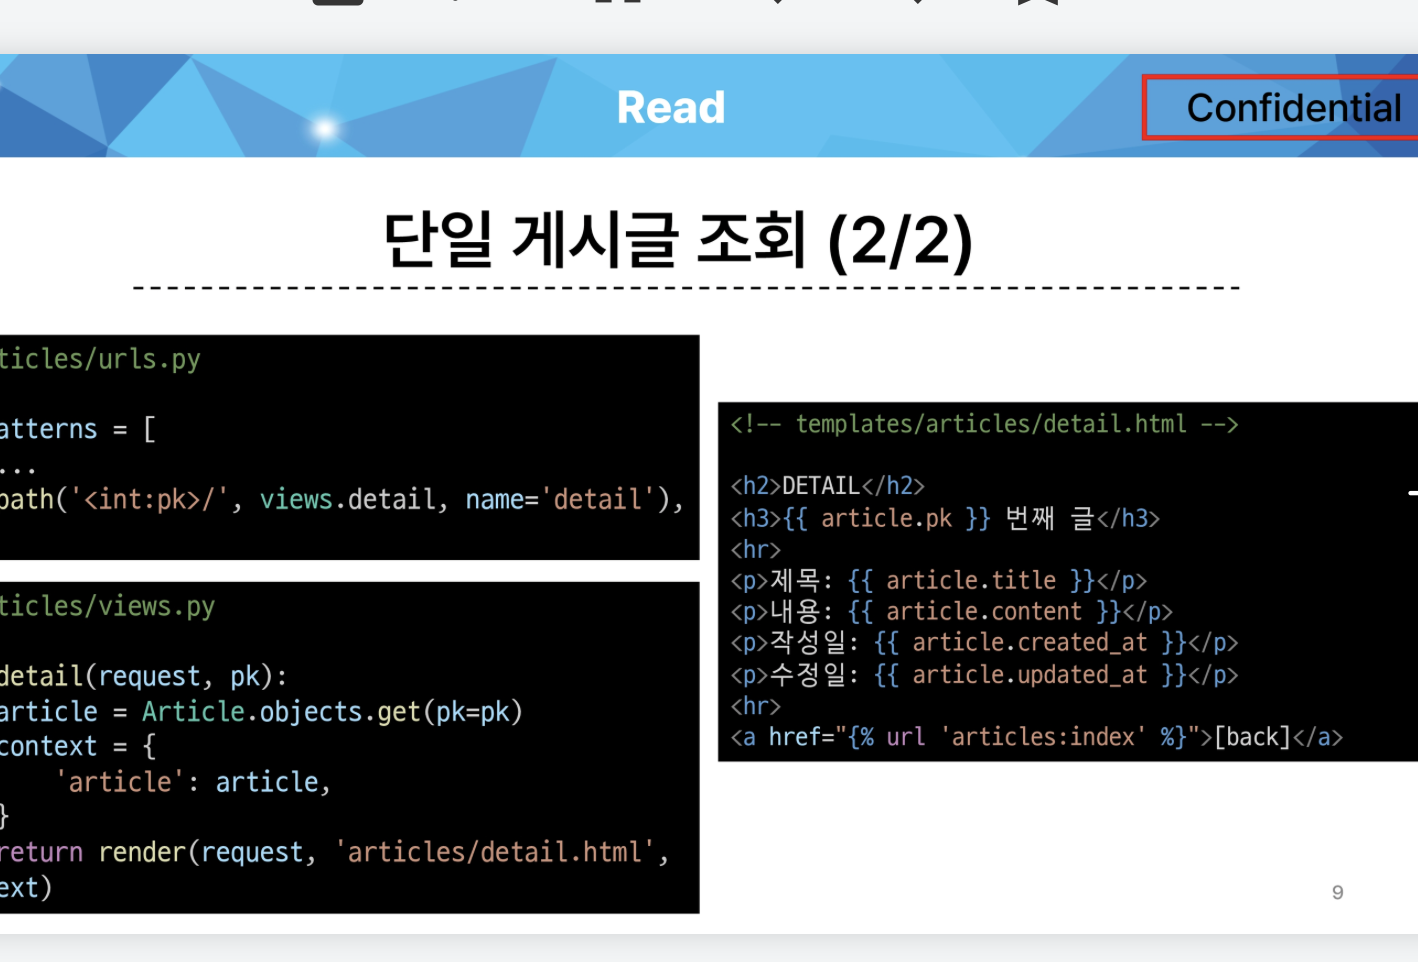 Read
Confidential
단일 게시글 조회 (2/2)
ticles/urls.py
atterns = [
...
path('<int:pk>/', views.detail, name='detail'),
ticles/views.py
detail(request, pk):
article = Article.objects.get(pk=pk)
context = {
'article': article,
}
return render(request, 'articles/detail.html',
ext)
<!-- templates/articles/detail.html -->
<h2>DETAIL</h2>
<h3>{{ article.pk }} 번째 글</h3>
<hr>
<p>제목: {{ article.title }}</p>
<p>내용: {{ article.content }}</p>
<p>작성일: {{ article.created_at }}</p>
<p>수정일: {{ article.updated_at }}</p>
<hr>
<a href="{% url 'articles:index' %}">[back]</a>
9